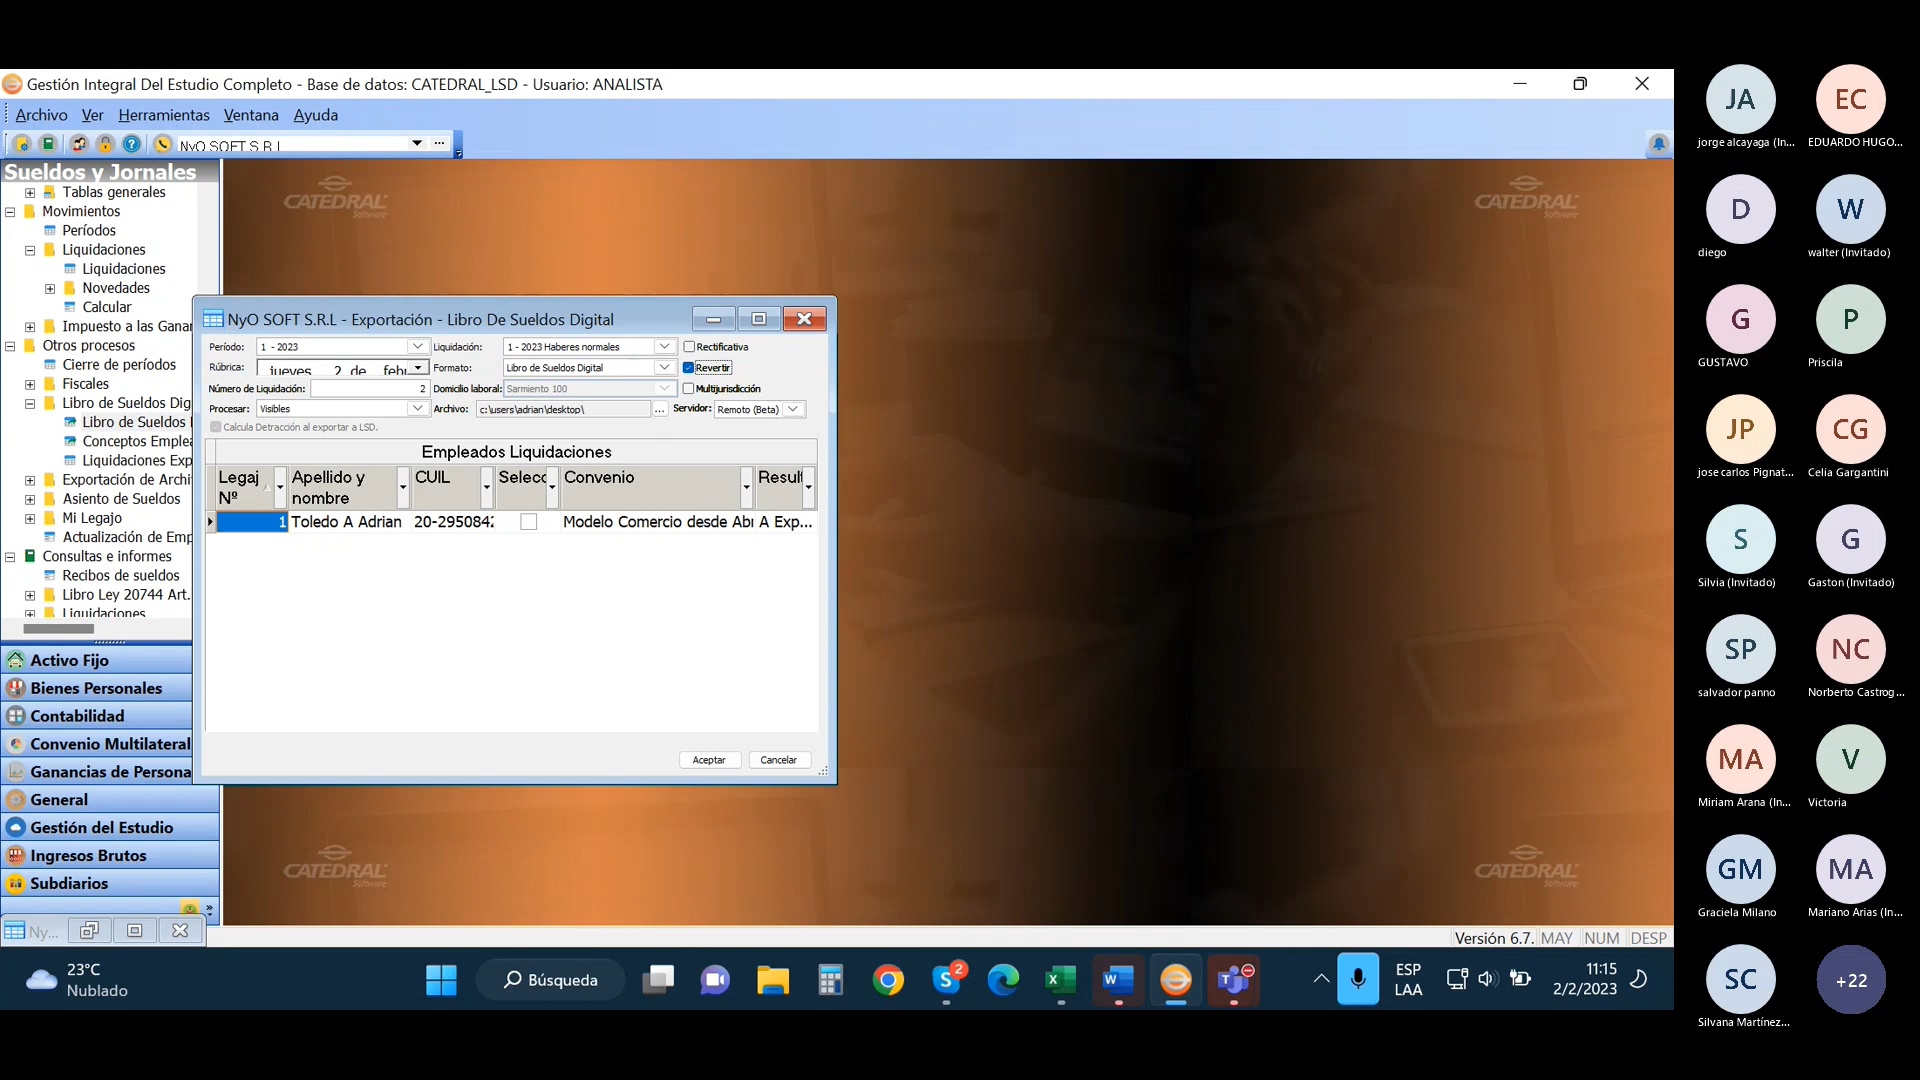 Gestión Integral Del Estudio Completo - Base de datos: CATEDRAL_LSD - Usuario: ANALISTA
Archivo Ver Herramientas Ventana Ayuda
NyO SOFT S.R.L
Sueldos y Jornales
Tablas generales
Movimientos
Períodos
Liquidaciones
Liquidaciones
Novedades
Calcular
Impuesto a las Ganar
Otros procesos
Cierre de períodos
Fiscales
Libro de Sueldos Dig
Libro de Sueldos
Conceptos Emplea
Liquidaciones Exp
Exportación de Archi
Asiento de Sueldos
Mi Legajo
Actualización de Emp
Consultas e informes
Recibos de sueldos
Libro Ley 20744 Art.
Liquidaciones
Activo Fijo
Bienes Personales
Contabilidad
Convenio Multilateral
Ganancias de Persona
General
Gestión del Estudio
Ingresos Brutos
Subdiarios
Ny...
CATEDRAL
Software
CATEDRAL
Software
CATEDRAL
Software
CATEDRAL
Software
NyO SOFT S.R.L - Exportación - Libro De Sueldos Digital
Período: 1 - 2023 Liquidación: 1 - 2023 Haberes normales Rectificativa
Rúbrica: jueves 2 de febr Formato: Libro de Sueldos Digital Revertir
Número de Liquidación: 2 Domicilio laboral: Sarmiento 100 Multijurisdicción
Procesar: Visibles Archivo: c:\users\adrian\desktop\ ... Servidor: Remoto (Beta)
Calcula Detracción al exportar a LSD.
Empleados Liquidaciones
Legaj Nº Apellido y nombre CUIL Selecc Convenio Result
1 Toledo A Adrian 20-2950842 Modelo Comercio desde Abr A Exp...
Aceptar Cancelar
Versión 6.7. MAY NUM DESP
23°C
Nublado
Búsqueda
2
ESP
LAA
11:15
2/2/2023
JA EC
jorge alcayaga (In... EDUARDO HUGO...
D W
diego walter (Invitado)
G P
GUSTAVO Priscila
JP CG
jose carlos Pignat... Celia Gargantini
S G
Silvia (Invitado) Gaston (Invitado)
SP NC
salvador panno Norberto Castrog...
MA V
Miriam Arana (In... Victoria
GM MA
Graciela Milano Mariano Arias (In...
SC +22
Silvana Martínez...